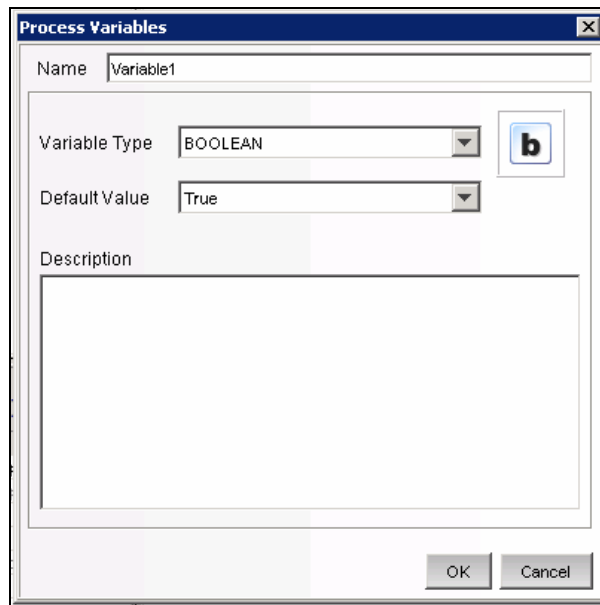 Process Variables
Name Variable1
Variable Type BOOLEAN b
Default Value True
Description
OK Cancel